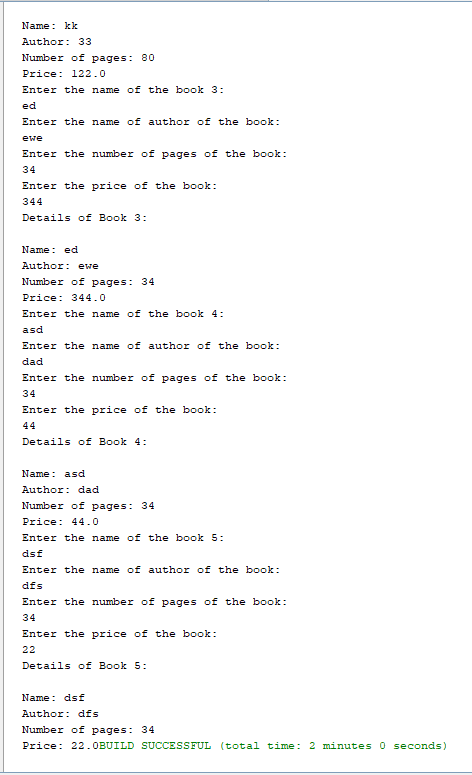 Name: kk
Author: 33
Number of pages: 80
Price: 122.0
Enter the name of the book 3:
ed
Enter the name of author of the book:
ewe
Enter the number of pages of the book:
34
Enter the price of the book:
344
Details of Book 3:
Name: ed
Author: ewe
Number of pages: 34
Price: 344.0
Enter the name of the book 4:
asd
Enter the name of author of the book:
dad
Enter the number of pages of the book:
34
Enter the price of the book:
44
Details of Book 4:
Name: asd
Author: dad
Number of pages: 34
Price: 44.0
Enter the name of the book 5:
dsf
Enter the name of author of the book:
dfs
Enter the number of pages of the book:
34
Enter the price of the book:
22
Details of Book 5:
Name: dsf
Author: dfs
Number of pages: 34
Price: 22.0BUILD SUCCESSFUL (total time: 2 minutes 0 seconds)